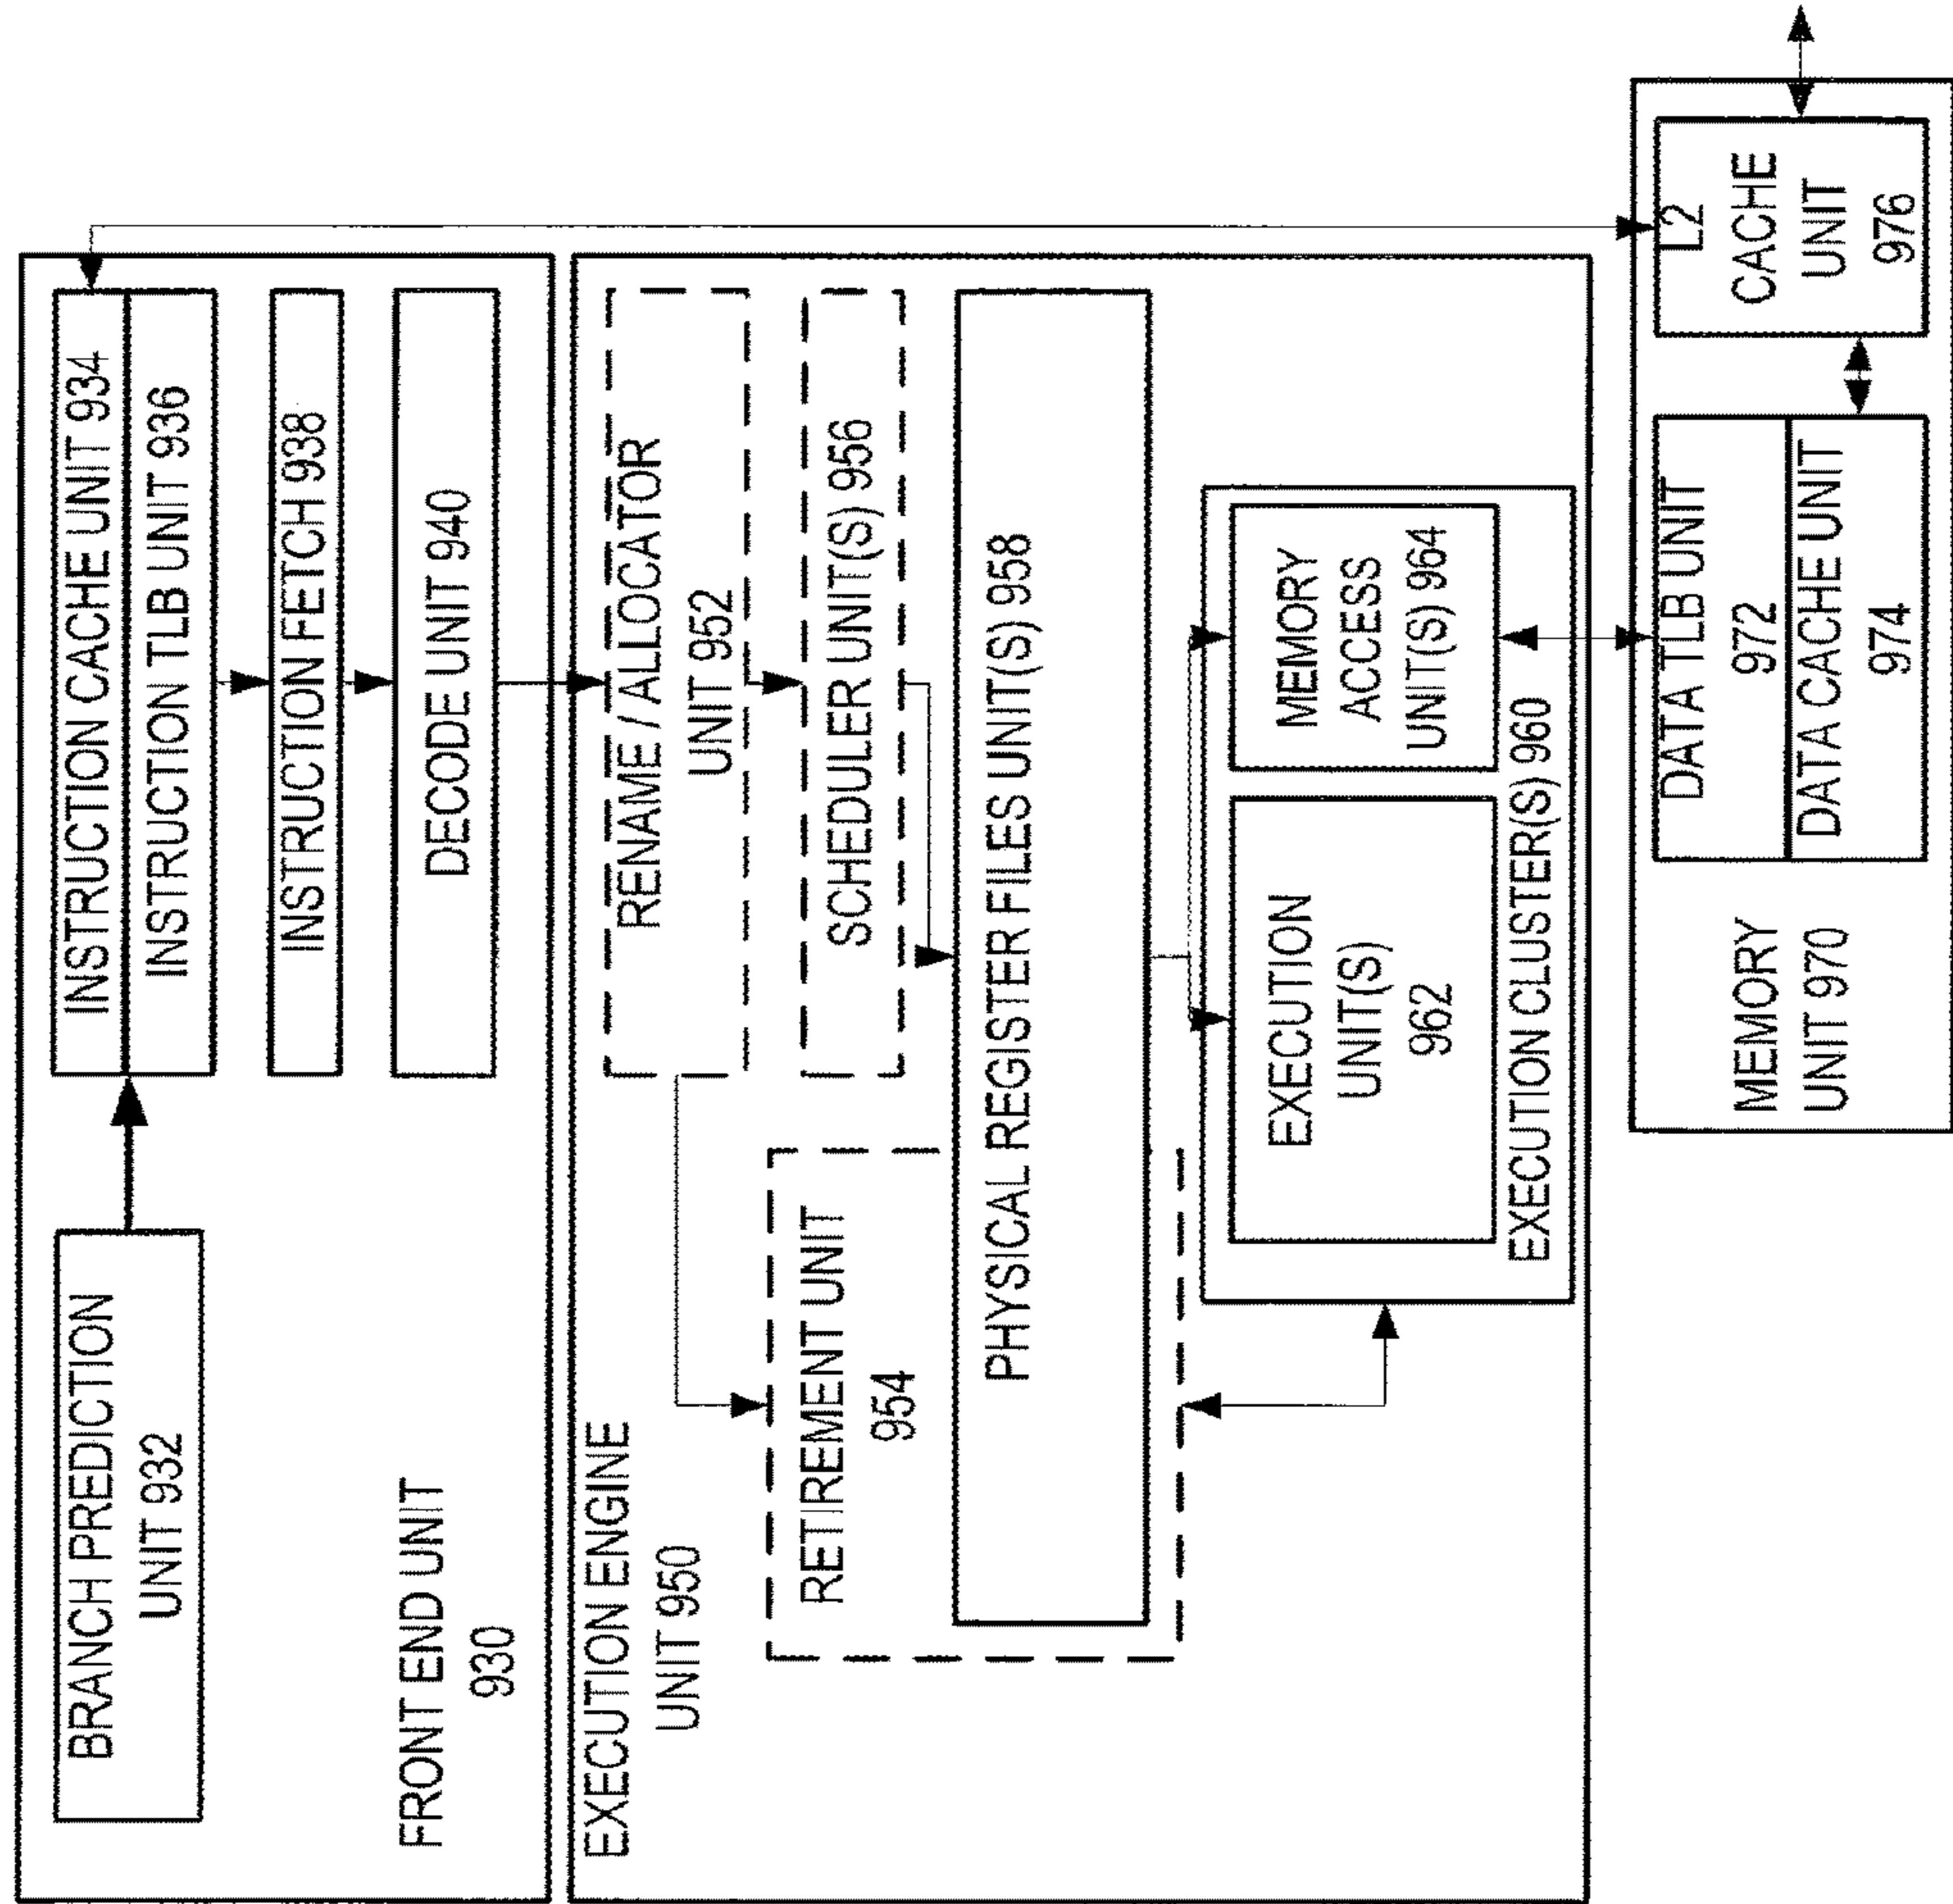 BRANCH PREDICTION
UNIT 932
INSTRUCTION CACHE UNIT 934
INSTRUCTION TLB UNIT 936
INSTRUCTION FETCH 938
DECODE UNIT 940
FRONT END UNIT
930
EXECUTION ENGINE
UNIT 950
RENAME / ALLOCATOR
UNIT 952
RETIREMENT UNIT
954
SCHEDULER UNIT(S) 956
PHYSICAL REGISTER FILES UNIT(S) 958
EXECUTION
UNIT(S)
962
MEMORY
ACCESS
UNIT(S) 964
EXECUTION CLUSTER(S) 960
MEMORY
UNIT 970
DATA TLB UNIT
972
DATA CACHE UNIT
974
L2
CACHE
UNIT
976